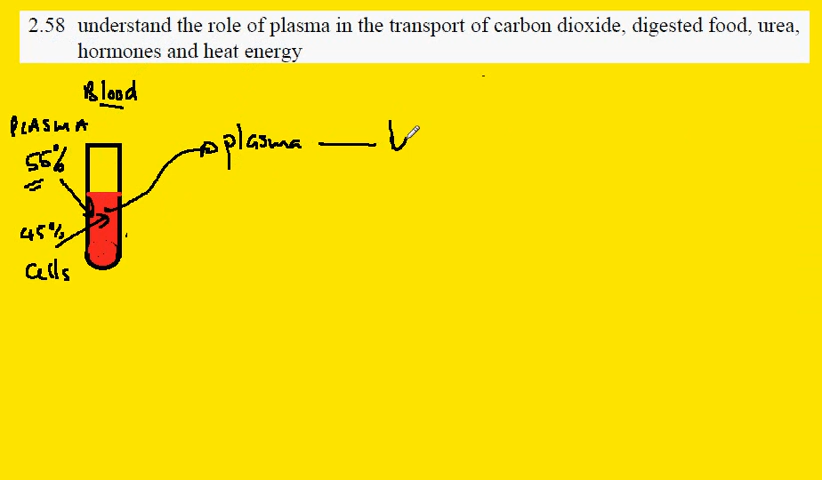 2.58 understand the role of plasma in the transport of carbon dioxide, digested food, urea,
hormones and heat energy
Blood
PLASMA
55%
45%
cells
plasma —